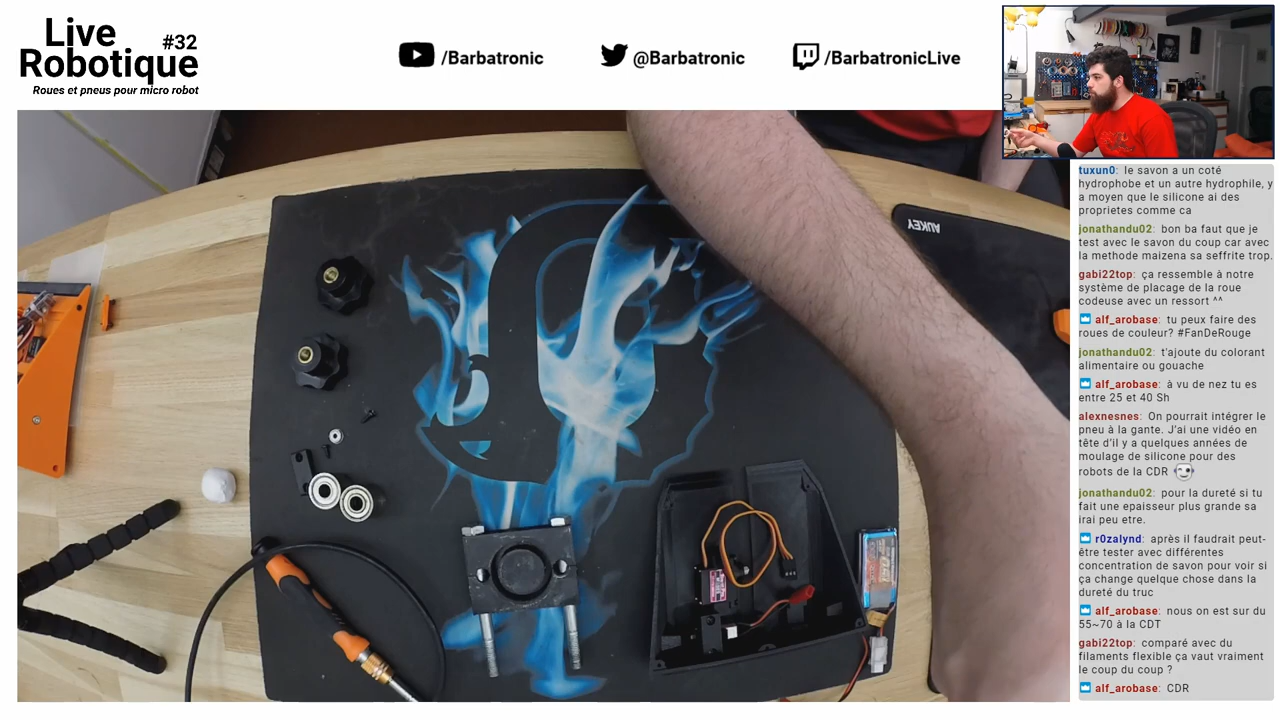 Live
Robotique #32
Roues et pneus pour micro robot
/Barbatronic
@Barbatronic
/BarbatronicLive
AUKEY
tuxun0: le savon a un coté
hydrophobe et un autre hydrophile, y
a moyen que le silicone ai des
proprietes comme ca
jonathandu02: bon ba faut que je
test avec le savon du coup car avec
la methode maizena sa seffrite trop.
gabi22top: ça ressemble à notre
système de placage de la roue
codeuse avec un ressort ^^
alf_arobase: tu peux faire des
roues de couleur? #FanDeRouge
jonathandu02: t'ajoute du colorant
alimentaire ou gouache
alf_arobase: à vu de nez tu es
entre 25 et 40 Sh
alexnesnes: On pourrait intégrer le
pneu à la gante. J'ai une vidéo en
tête d'il y a quelques années de
moulage de silicone pour des
robots de la CDR
jonathandu02: pour la dureté si tu
fait une epaisseur plus grande sa
irai peu etre.
r0zalynd: après il faudrait peut-
être tester avec différentes
concentration de savon pour voir si
ça change quelque chose dans la
dureté du truc
alf_arobase: nous on est sur du
55~70 à la CDT
gabi22top: comparé avec du
filaments flexible ça vaut vraiment
le coup du coup ?
alf_arobase: CDR